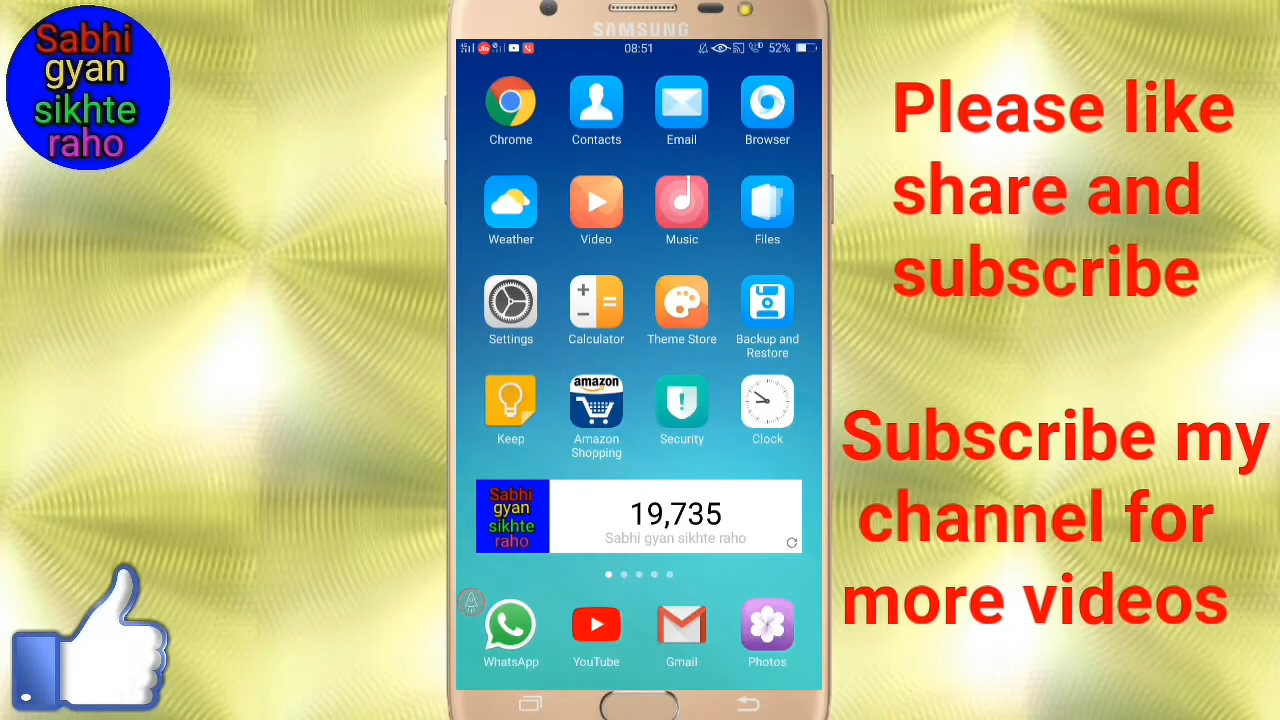 Sabhi
gyan
sikhte
raho
SAMSUNG
08:51
52%
Chrome
Contacts
Email
Browser
Weather
Video
Music
Files
Settings
Calculator
Theme Store
Backup and
Restore
Keep
amazon
Amazon
Shopping
Security
Clock
Sabhi
gyan
sikhte
raho
19,735
Sabhi gyan sikhte raho
WhatsApp
YouTube
Gmail
Photos
Please like
share and
subscribe
Subscribe my
channel for
more videos